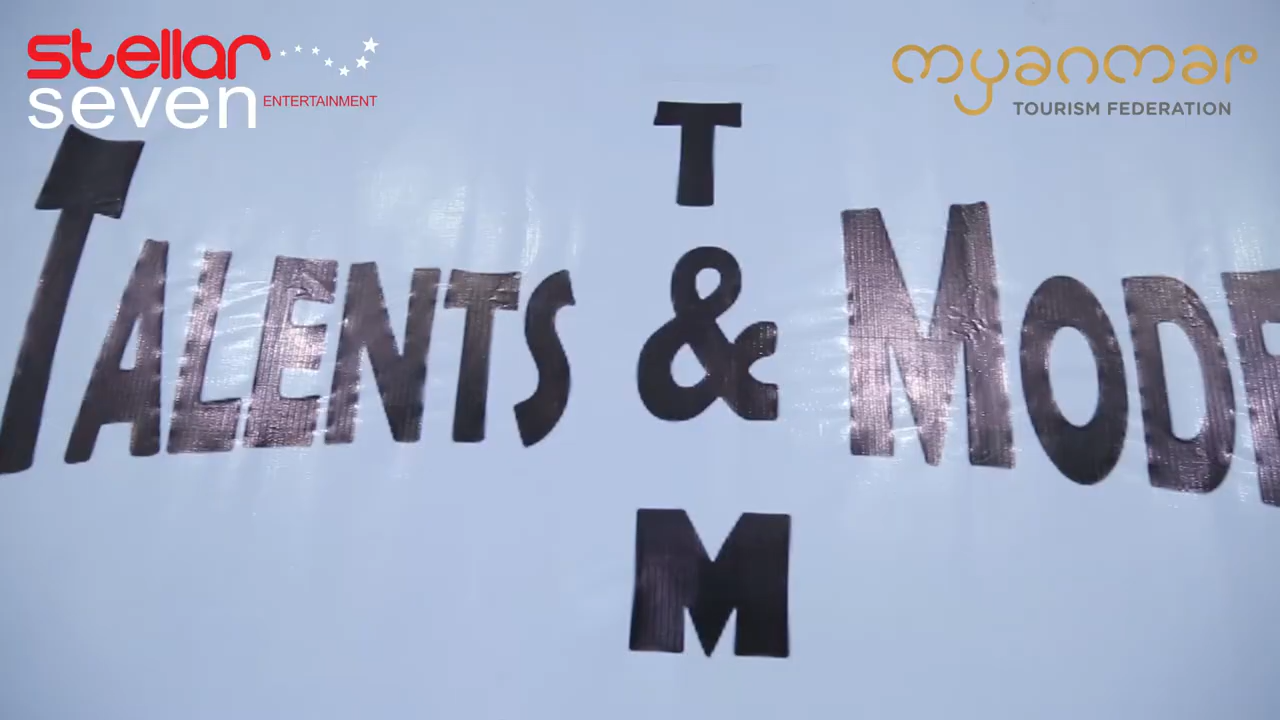 stellar
seven ENTERTAINMENT
myanmar
TOURISM FEDERATION
T
TALENTS & MODE
M